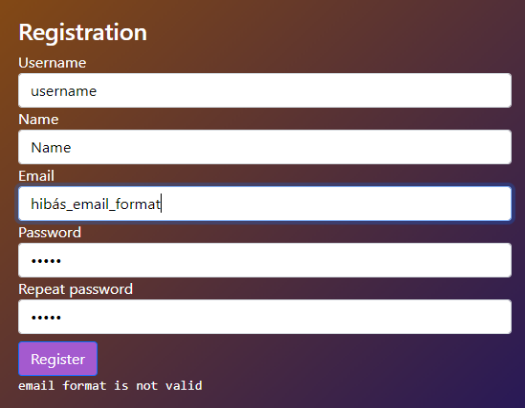 Registration
Username
username
Name
Name
Email
hibás_email_format
Password
•••••
Repeat password
•••••
Register
email format is not valid